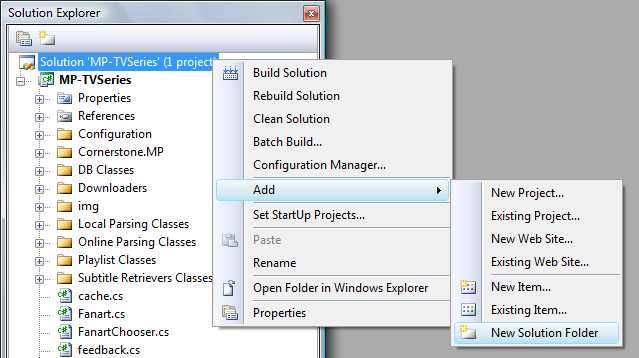 Solution Explorer
Solution 'MP-TVSeries' (1 project)
MP-TVSeries
Properties
References
Configuration
Cornerstone.MP
DB Classes
Downloaders
img
Local Parsing Classes
Online Parsing Classes
Playlist Classes
Subtitle Retrievers Classes
cache.cs
Fanart.cs
FanartChooser.cs
feedback.cs
Build Solution
Rebuild Solution
Clean Solution
Batch Build...
Configuration Manager...
Add
Set StartUp Projects...
Paste
Rename
Open Folder in Windows Explorer
Properties
New Project...
Existing Project...
New Web Site...
Existing Web Site...
New Item...
Existing Item...
New Solution Folder